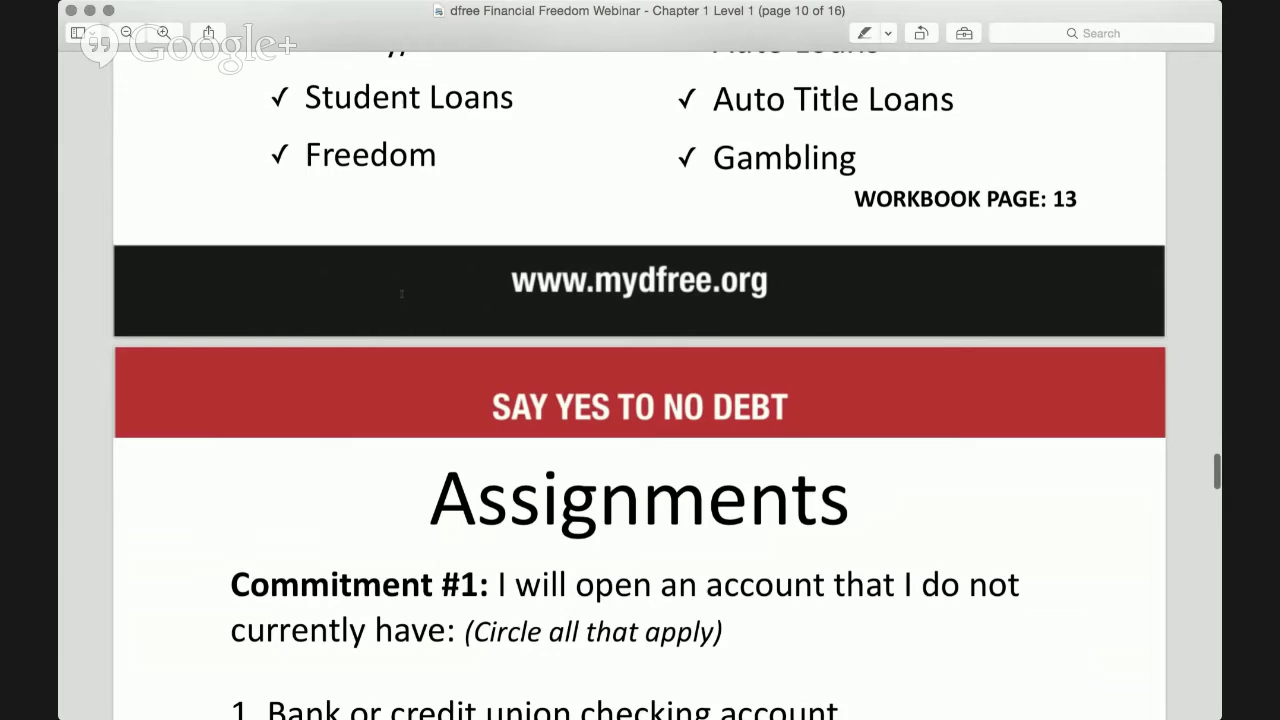 dfree Financial Freedom Webinar - Chapter 1 Level 1 (page 10 of 16)
Google+
Search
Auto Loans
✓ Student Loans
✓ Auto Title Loans
✓ Freedom
✓ Gambling
WORKBOOK PAGE: 13
www.mydfree.org
SAY YES TO NO DEBT
Assignments
Commitment #1: I will open an account that I do not
currently have: (Circle all that apply)
1. Bank or credit union checking account